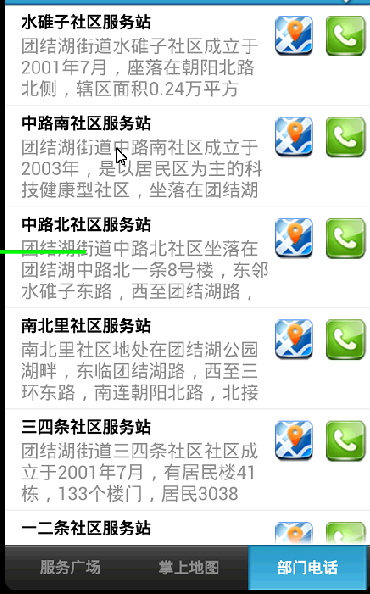 水碓子社区服务站
团结湖街道水碓子社区成立于
2001年7月，座落在朝阳北路
北侧，辖区面积0.24万平方
中路南社区服务站
团结湖街道中路南社区成立于
2003年，是以居民区为主的科
技健康型社区，坐落在团结湖
中路北社区服务站
团结湖街道中路北社区坐落在
团结湖中路北一条8号楼，东邻
水碓子东路，西至团结湖路，
南北里社区服务站
南北里社区地处在团结湖公园
湖畔，东临团结湖路，西至三
环东路，南连朝阳北路，北接
三四条社区服务站
团结湖街道三四条社区社区成
立于2001年7月，有居民楼41
栋，133个楼门，居民3038
一二条社区服务站
服务广场
掌上地图
部门电话